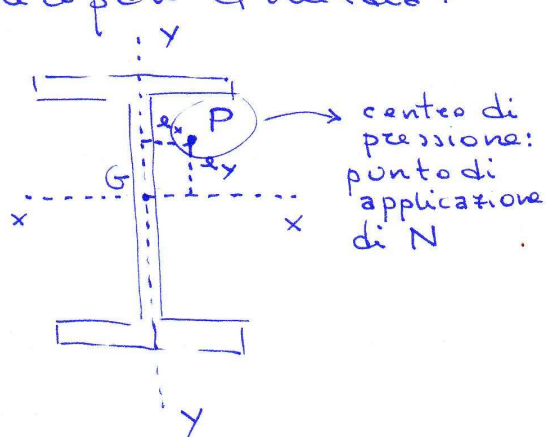 y
ex
P
ey
G
x
x
centro di
pressione:
punto di
applicazione
di N
y